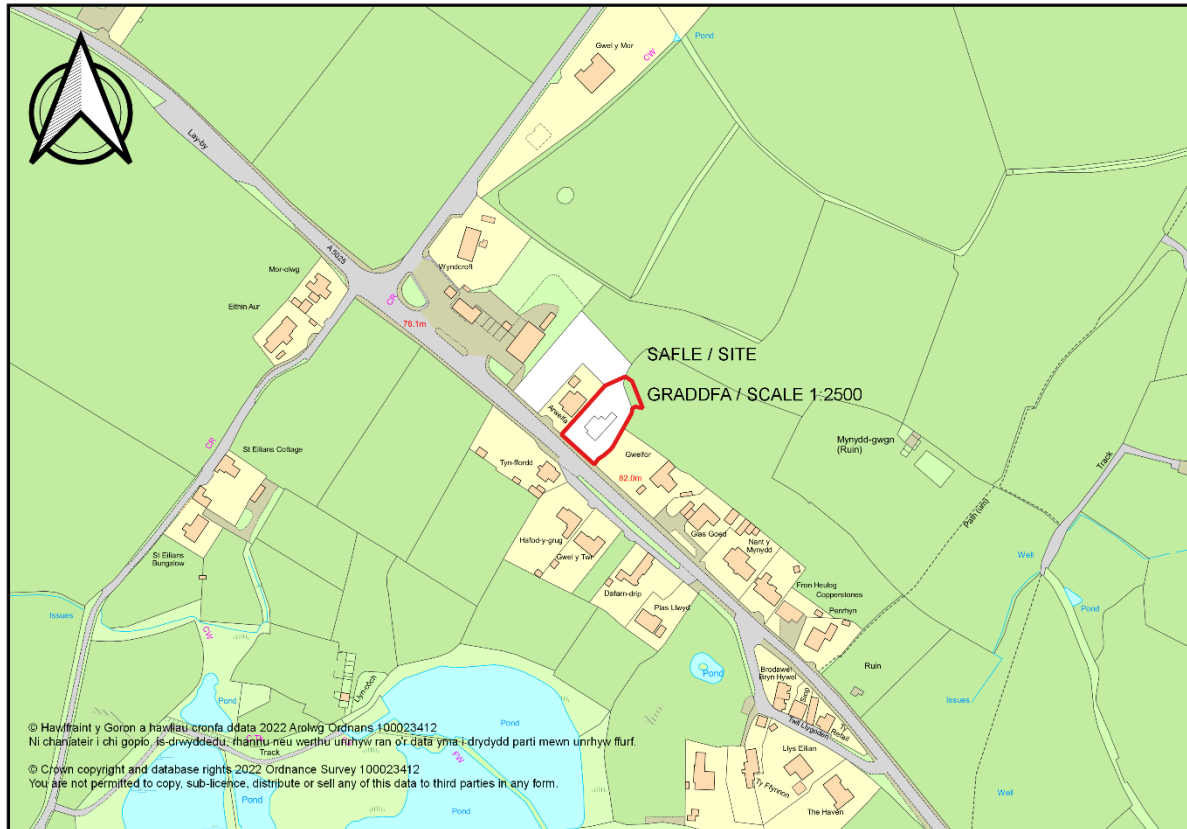 Gwel y Mor
CW
Pond
Lay-by
A 5025
Wyndcroft
Mor-olwg
Eithin Aur
CR
76.1m
SAFLE / SITE
GRADDFA / SCALE 1:2500
Arwelfa
CR
St Eilians Cottage
Tyn-ffordd
Gwelfor
82.0m
Mynydd-gwgn
(Ruin)
Track
Path (um)
Hafod-y-grug
Gwel y Twr
Glas Goed
Nant y
Mynydd
St Eilians
Bungalow
Dafarn-drip
Plas Llwyd
Fron Heulog
Copperstones
Penrhyn
Well
Pond
Issues
CW
Ruin
Pond
Brodawel
Bryn Hywel
Issues
Llyn-coch
Pond
Shop
Ty
Twll Llygoden
© Hawlfraint y Goron a hawliau cronfa ddata 2022 Arolwg Ordnans 100023412
Ni chaniateir i chi gopïo, is-drwyddedu, rhannu neu werthu unrhyw ran o'r data yma i drydydd parti mewn unrhyw ffurf.
Pond
Track
FW
Llys Eilian
© Crown copyright and database rights 2022 Ordnance Survey 100023412
You are not permitted to copy, sub-licence, distribute or sell any of this data to third parties in any form.
Ty Ffynnon
Well
Pond
Pond
The Haven